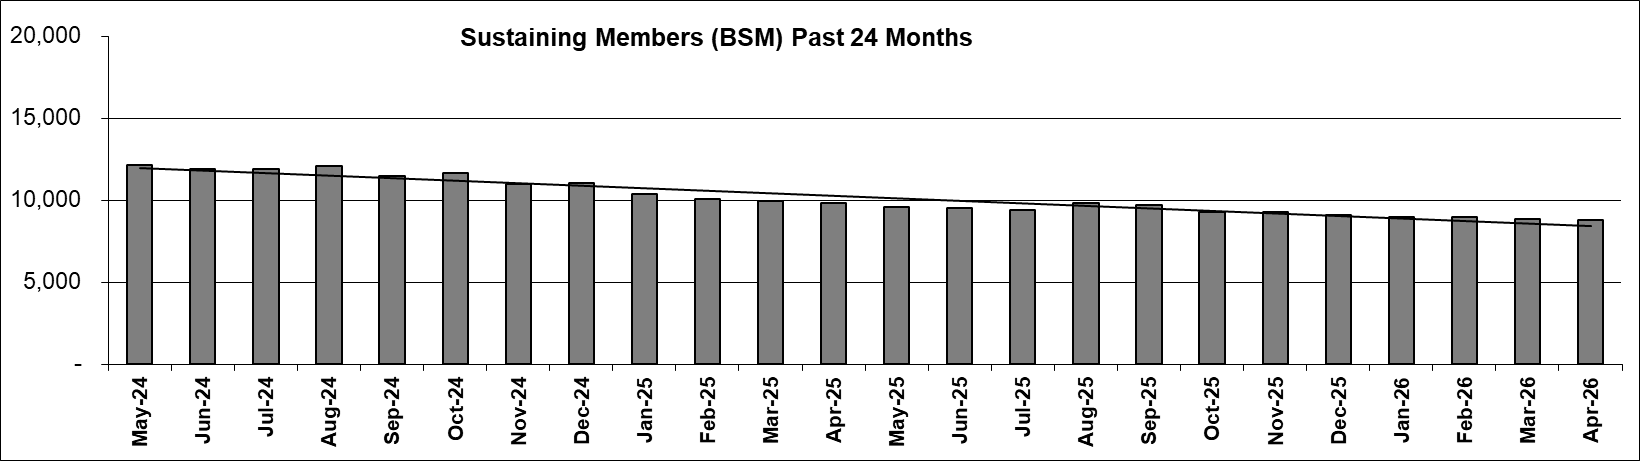 Sustaining Members (BSM) Past 24 Months
20,000
15,000
10,000
5,000
-
May-24
Jun-24
Jul-24
Aug-24
Sep-24
Oct-24
Nov-24
Dec-24
Jan-25
Feb-25
Mar-25
Apr-25
May-25
Jun-25
Jul-25
Aug-25
Sep-25
Oct-25
Nov-25
Dec-25
Jan-26
Feb-26
Mar-26
Apr-26